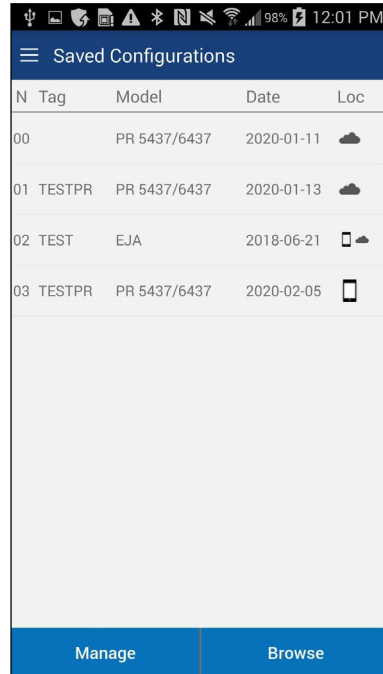 98% 12:01 PM
Saved Configurations
N Tag Model Date Loc
00 PR 5437/6437 2020-01-11
01 TESTPR PR 5437/6437 2020-01-13
02 TEST EJA 2018-06-21
03 TESTPR PR 5437/6437 2020-02-05
Manage Browse